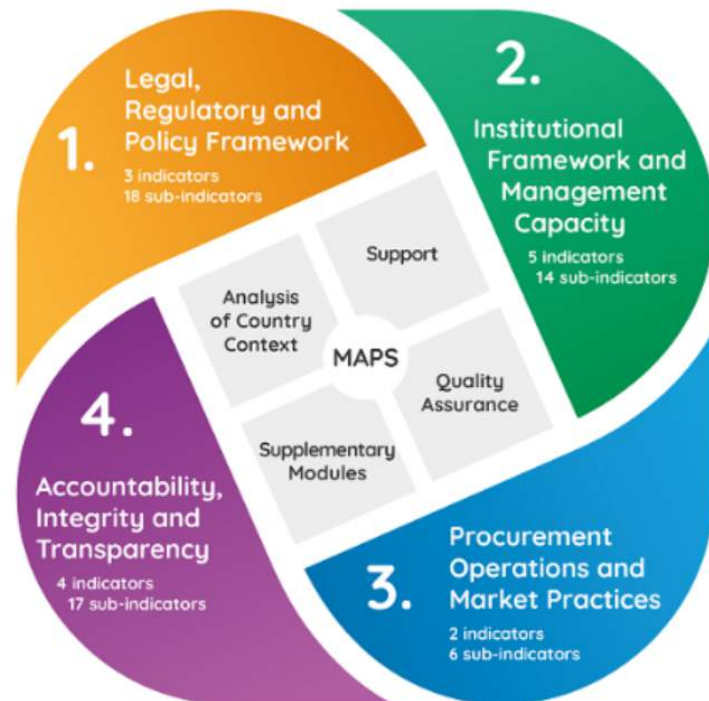 1.
Legal,
Regulatory and
Policy Framework
3 indicators
18 sub-indicators
2.
Institutional
Framework and
Management
Capacity
5 indicators
14 sub-indicators
Support
Analysis
of Country
Context
MAPS
Quality
Assurance
Supplementary
Modules
4.
Accountability,
Integrity and
Transparency
4 indicators
17 sub-indicators
3.
Procurement
Operations and
Market Practices
2 indicators
6 sub-indicators